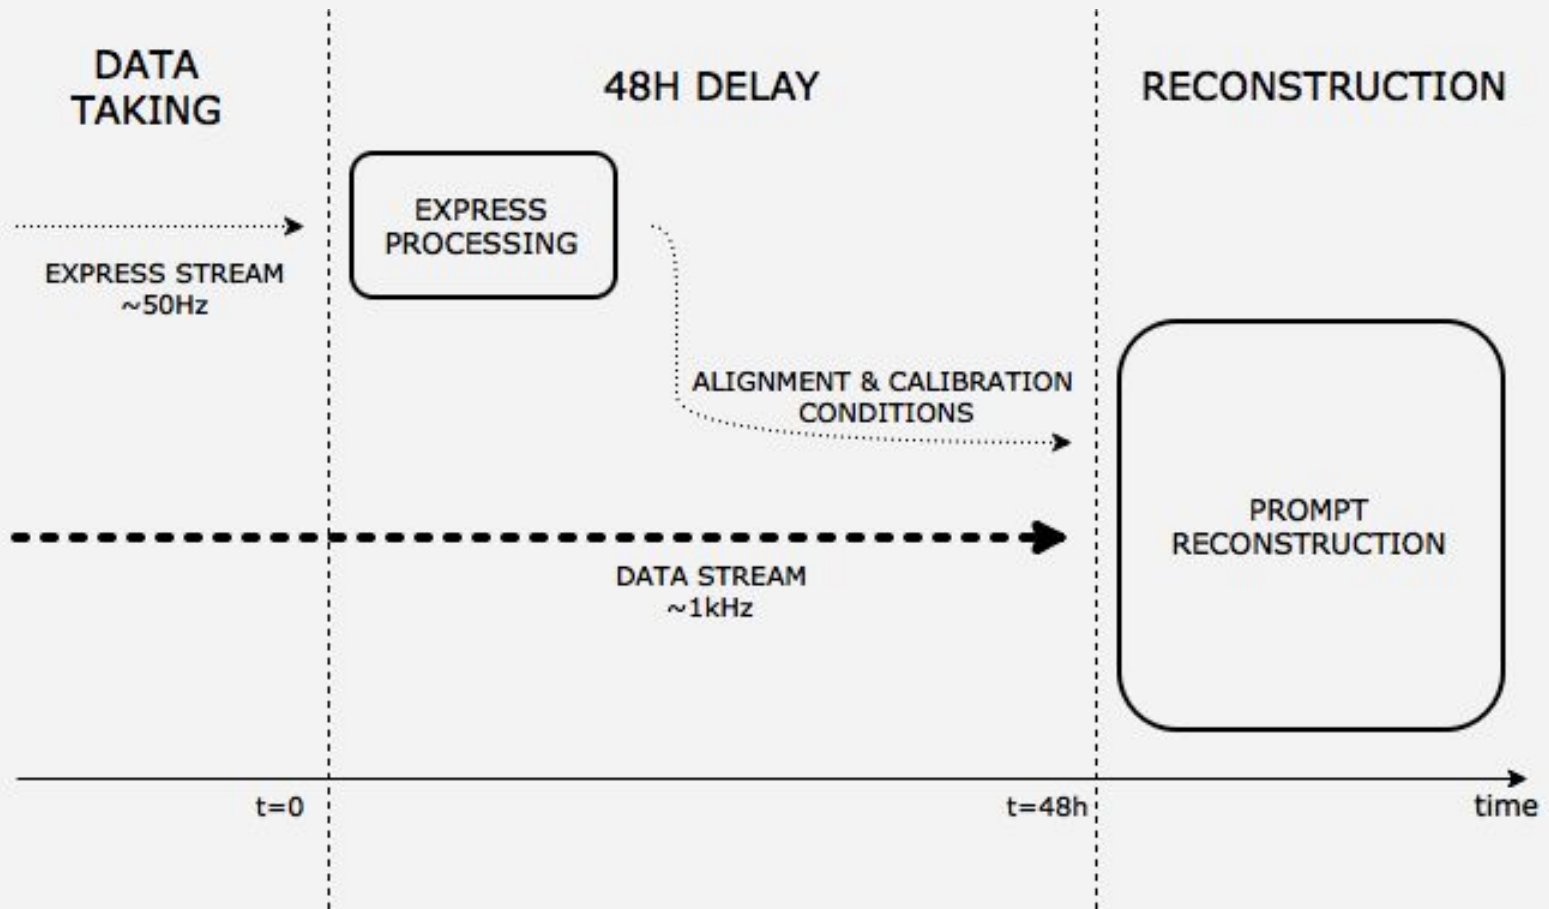 DATA
TAKING
48H DELAY
RECONSTRUCTION
EXPRESS
PROCESSING
EXPRESS STREAM
~50Hz
ALIGNMENT & CALIBRATION
CONDITIONS
PROMPT
RECONSTRUCTION
DATA STREAM
~1kHz
t=0
t=48h
time